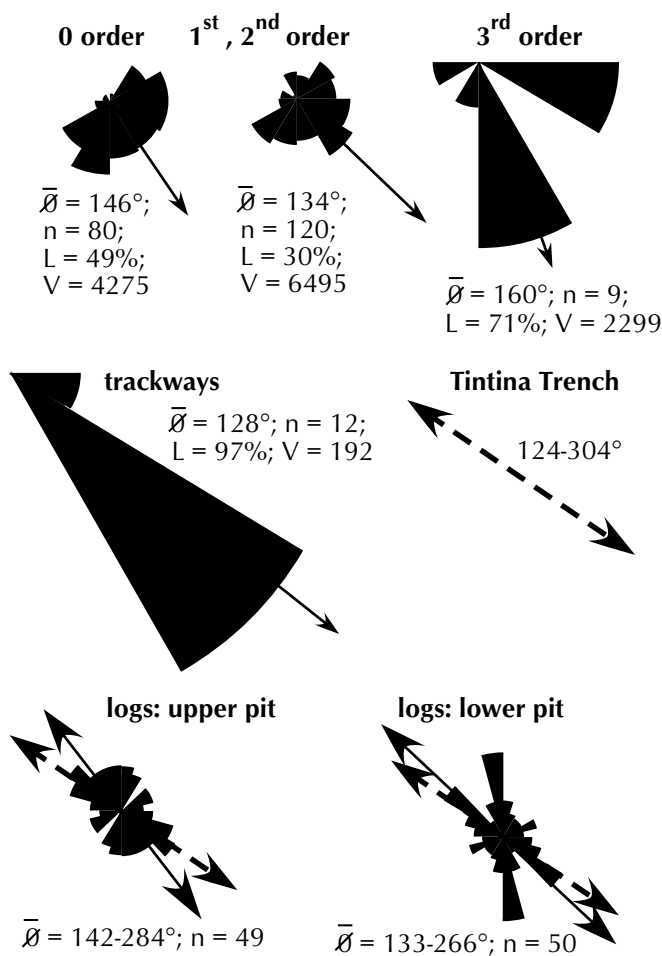 0 order
1st , 2nd order
3rd order
Ø̅ = 146°;
n = 80;
L = 49%;
V = 4275
Ø̅ = 134°;
n = 120;
L = 30%;
V = 6495
Ø̅ = 160°; n = 9;
L = 71%; V = 2299
trackways
Ø̅ = 128°; n = 12;
L = 97%; V = 192
Tintina Trench
124-304°
logs: upper pit
logs: lower pit
Ø̅ = 142-284°; n = 49
Ø̅ = 133-266°; n = 50